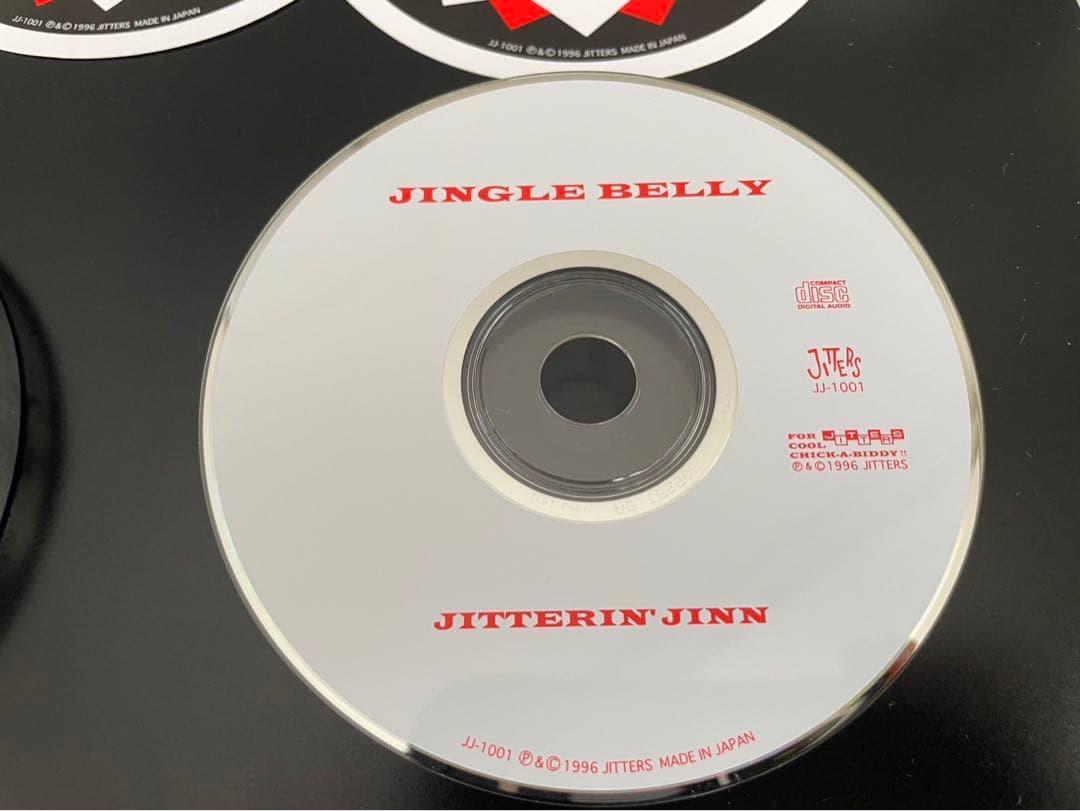 JJ-1001 Ⓟ&©1996 JITTERS MADE IN JAPAN
JJ-1001 Ⓟ&©1996 JITTERS MADE IN JAPAN
JINGLE BELLY
COMPACT
disc
DIGITAL AUDIO
JITTERS
JJ-1001
FOR JITTERS
COOL
CHICK-A-BIDDY!!
Ⓟ&©1996 JITTERS
JITTERIN' JINN
JJ-1001 Ⓟ&©1996 JITTERS MADE IN JAPAN